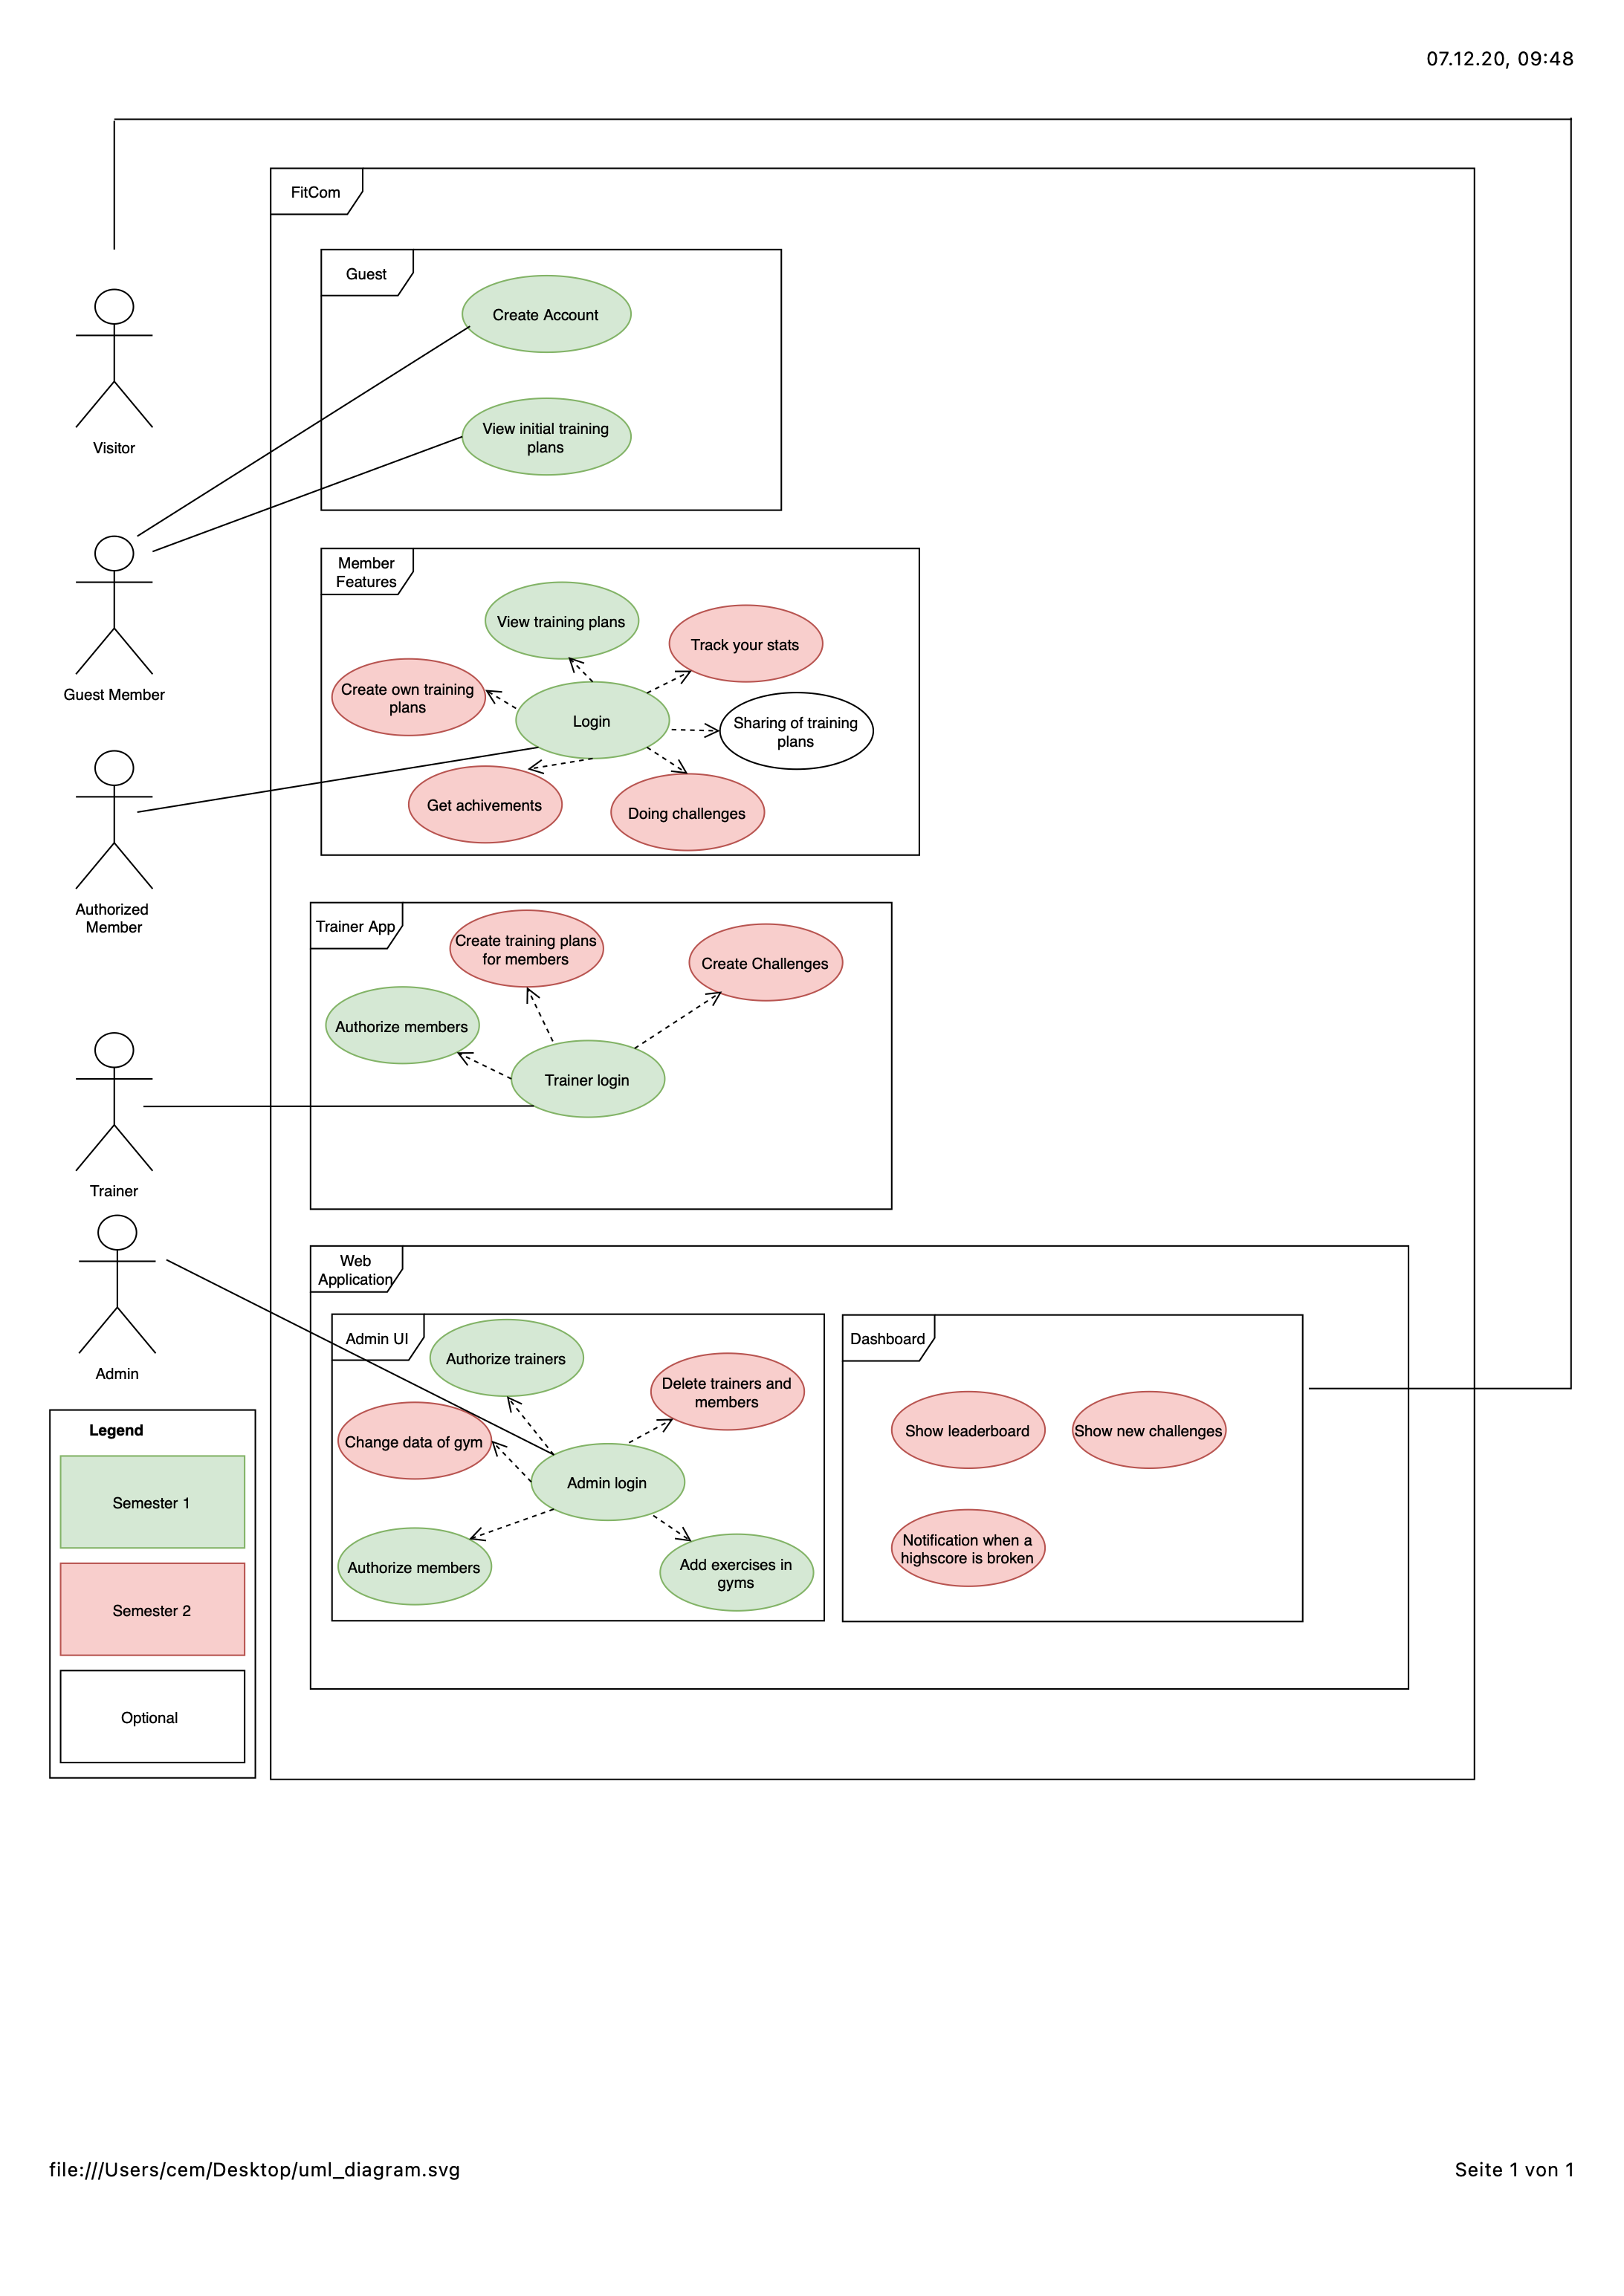 07.12.20, 09:48
FitCom
Guest
Create Account
View initial training
plans
Visitor
Guest Member
Member
Features
View training plans
Track your stats
Create own training
plans
Login
Sharing of training
plans
Get achivements
Doing challenges
Authorized
Member
Trainer App
Create training plans
for members
Create Challenges
Authorize members
Trainer login
Trainer
Web
Application
Admin UI
Authorize trainers
Delete trainers and
members
Change data of gym
Admin login
Authorize members
Add exercises in
gyms
Dashboard
Show leaderboard
Show new challenges
Notification when a
highscore is broken
Admin
Legend
Semester 1
Semester 2
Optional
file:///Users/cem/Desktop/uml_diagram.svg
Seite 1 von 1